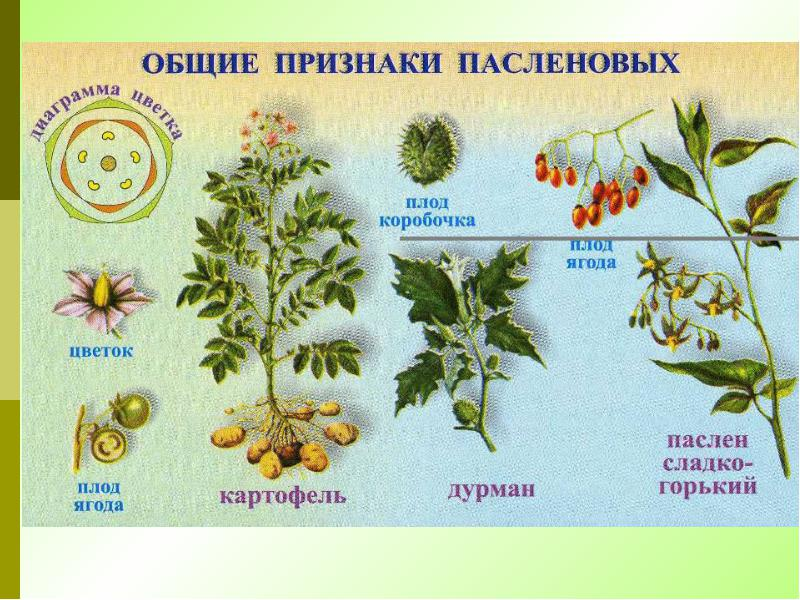 ОБЩИЕ ПРИЗНАКИ ПАСЛЕНОВЫХ
диаграмма цветка
плод
коробочка
плод
ягода
цветок
плод
ягода
картофель
дурман
паслен
сладко-
горький